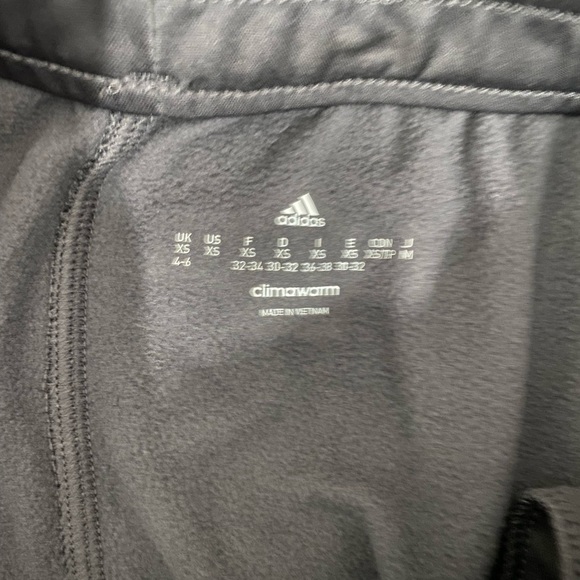 adidas
UK US F D I E CDN J
XS XS XS XS XS XS XS/TP M
4-6 32-34 30-32 36-38 30-32
climawarm
MADE IN VIETNAM